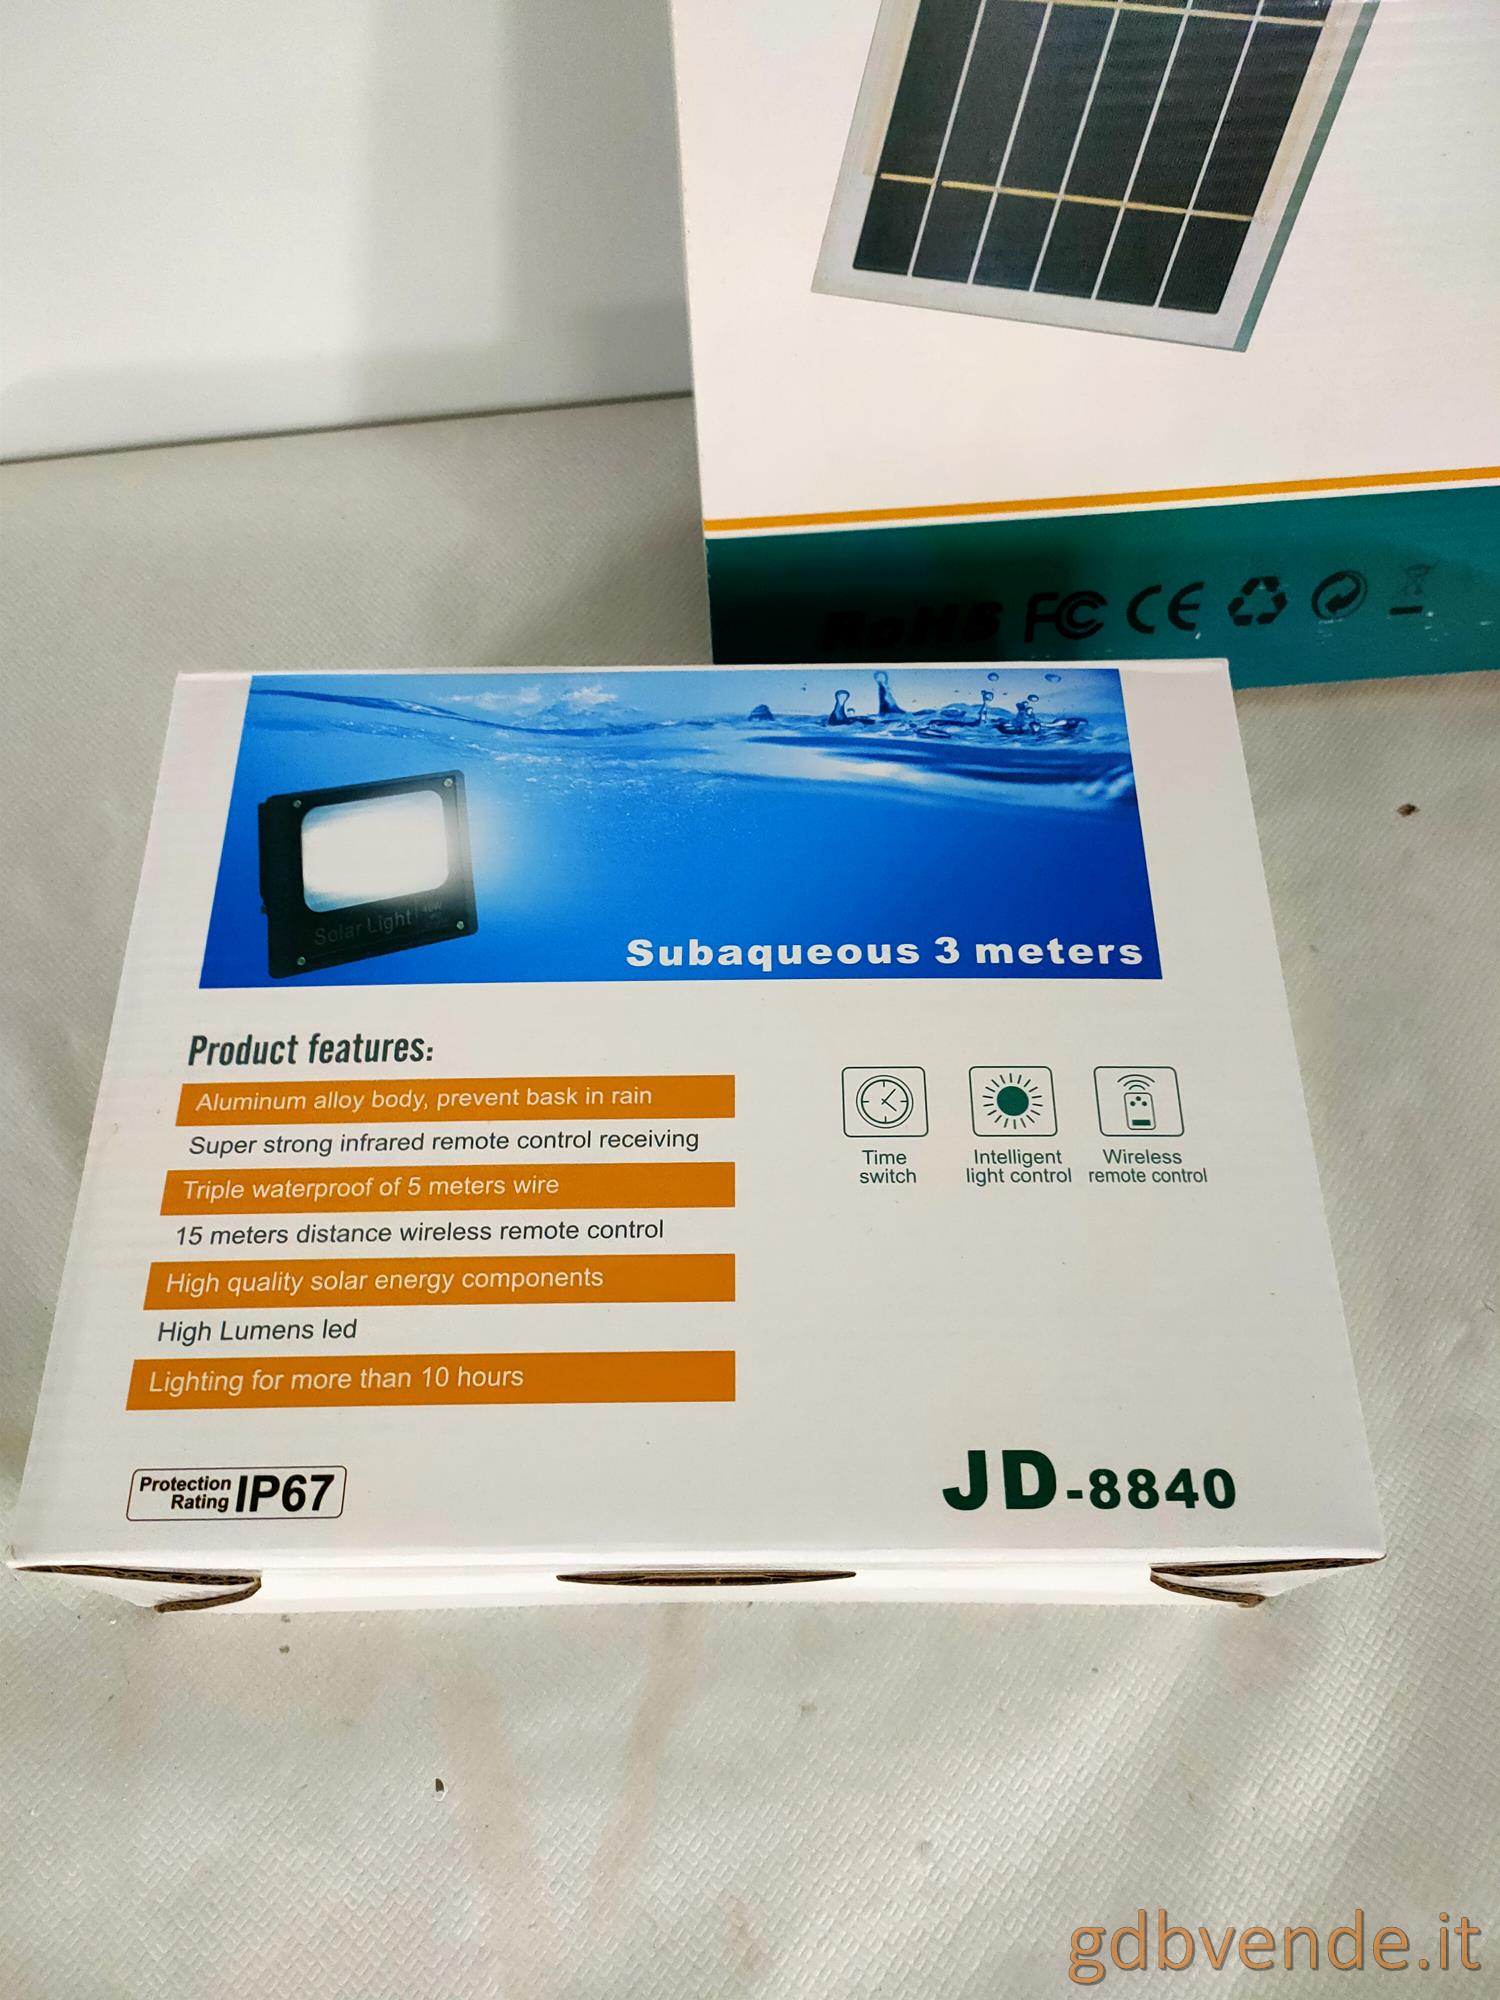 RoHS FC CE
Solar Light 40W
Subaqueous 3 meters
Product features:
Aluminum alloy body, prevent bask in rain
Super strong infrared remote control receiving
Triple waterproof of 5 meters wire
15 meters distance wireless remote control
High quality solar energy components
High Lumens led
Lighting for more than 10 hours
Time
switch
Intelligent
light control
Wireless
remote control
Protection
Rating IP67
JD-8840
gdbvende.it